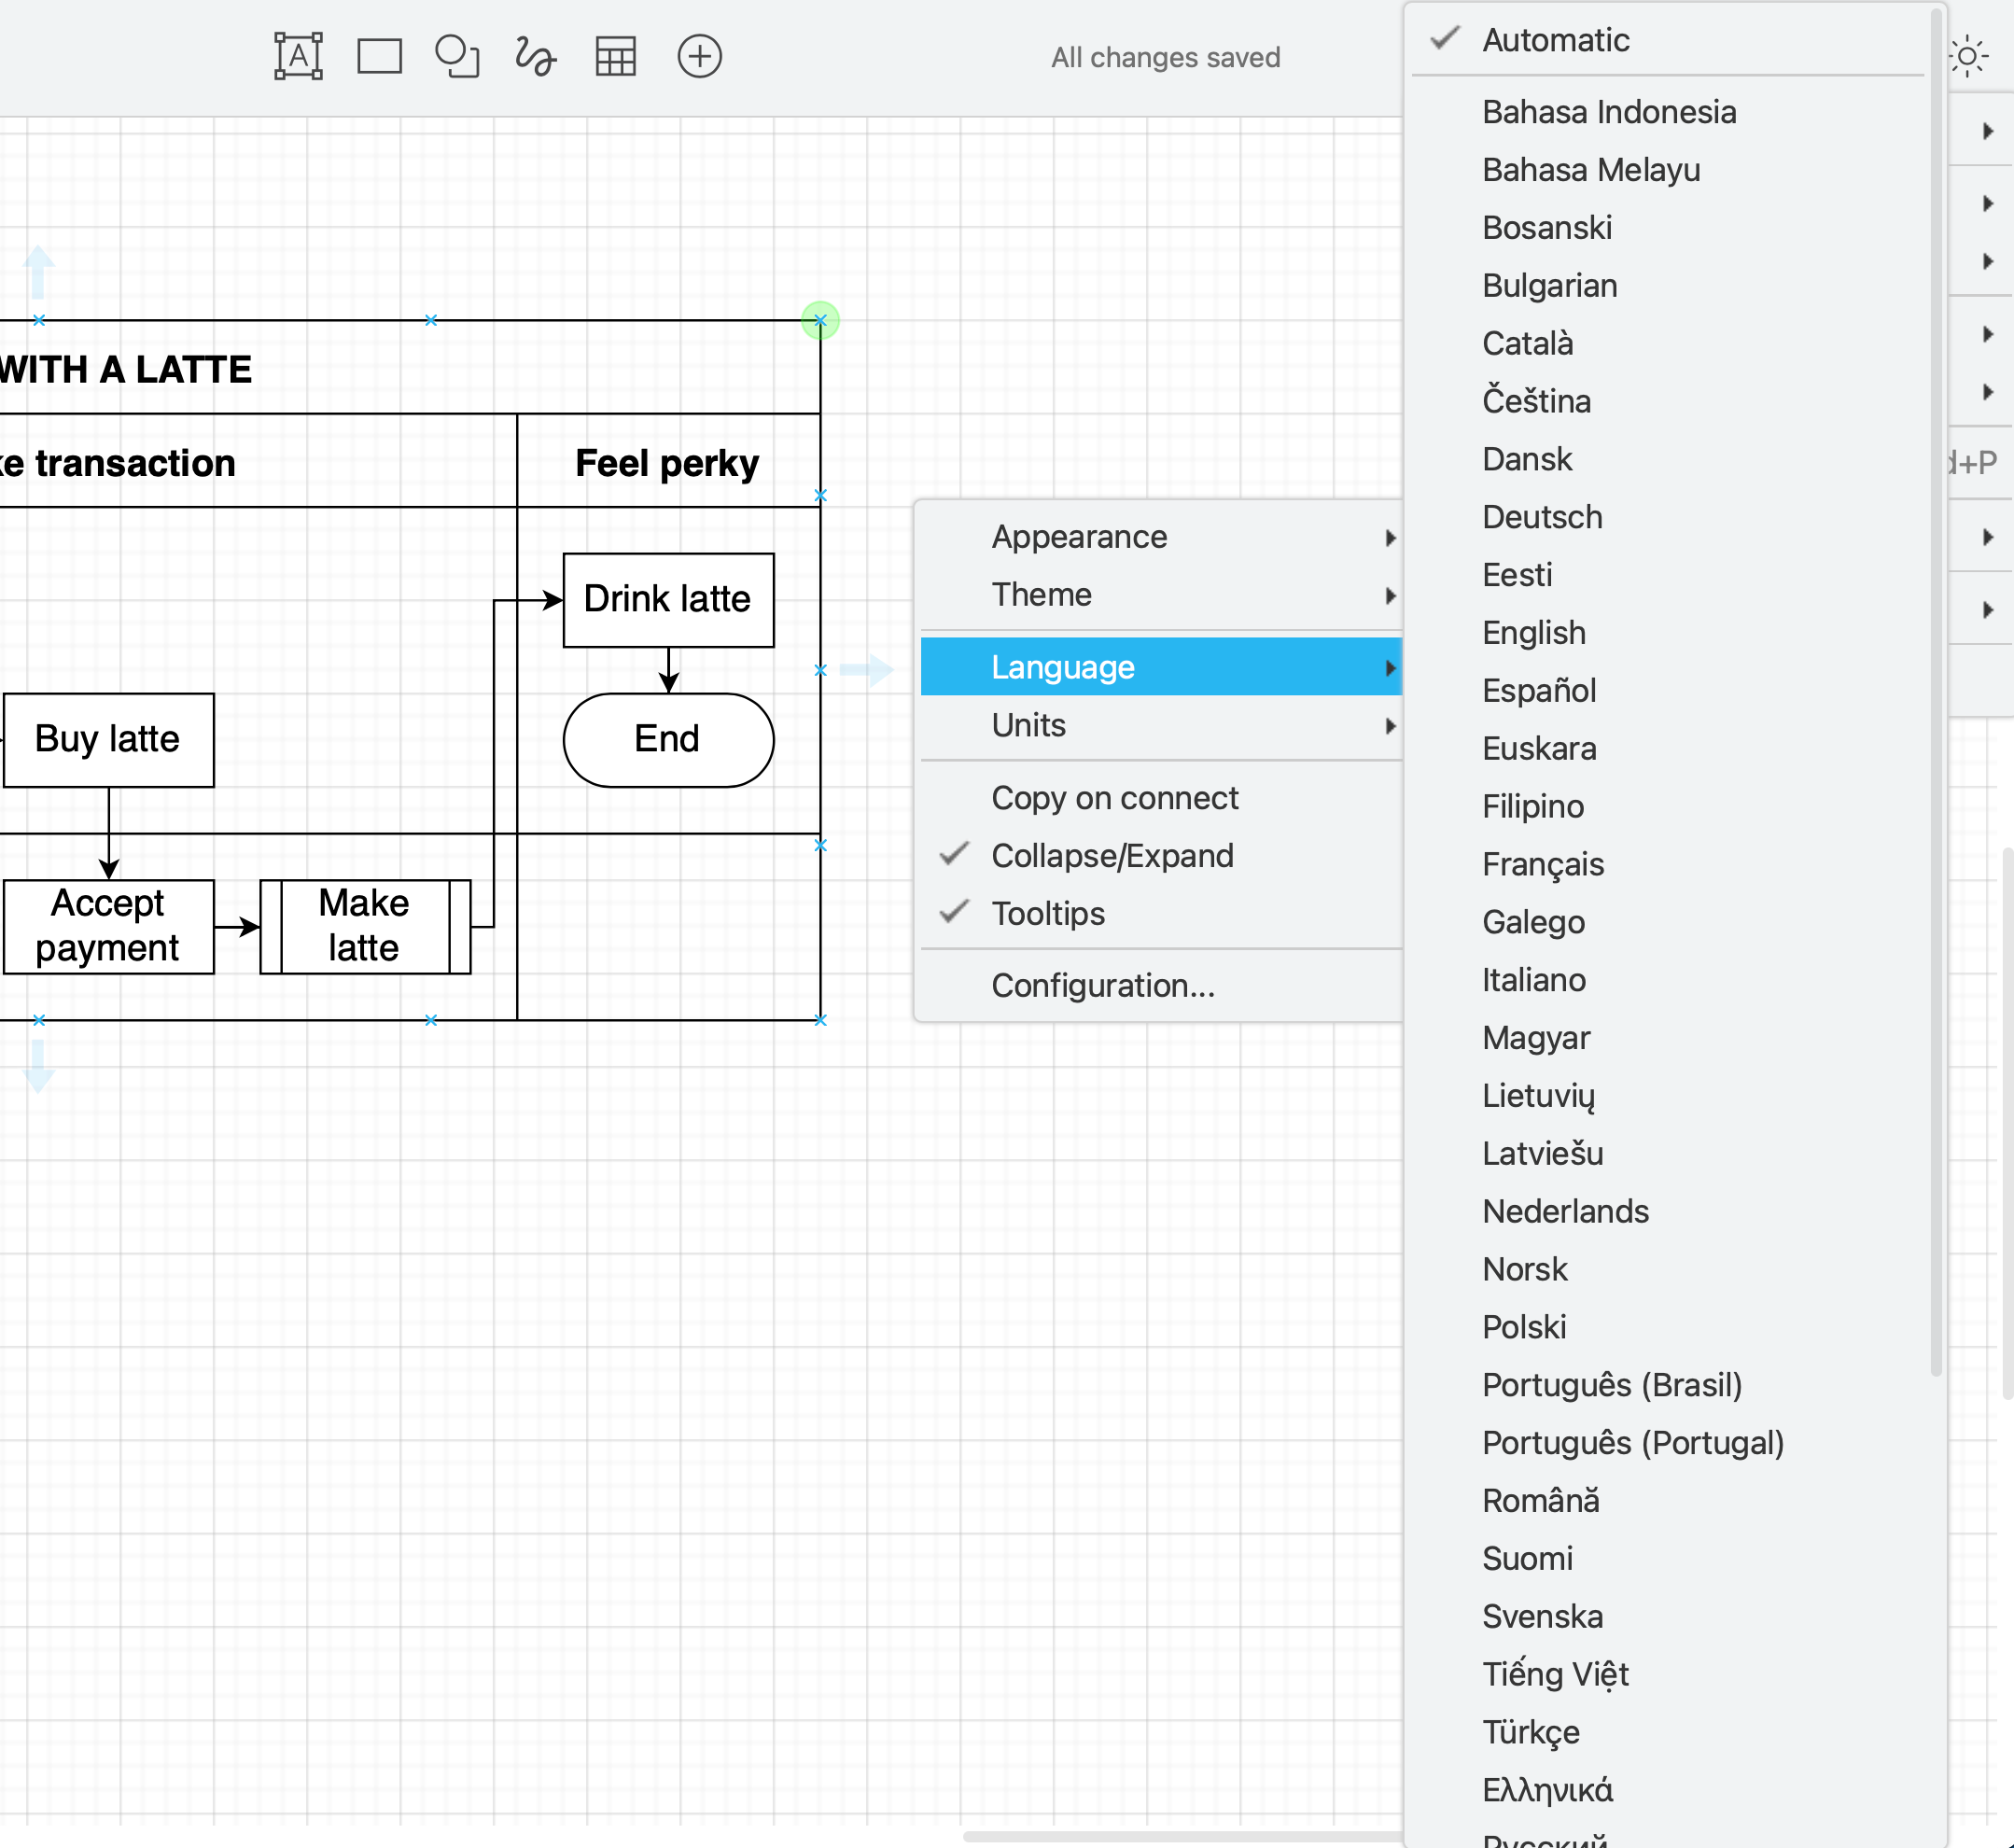 A
All changes saved
WITH A LATTE
transaction
Feel perky
Drink latte
Buy latte
End
Accept
payment
Make
latte
Appearance
Theme
Language
Units
Copy on connect
Collapse/Expand
Tooltips
Configuration...
Automatic
Bahasa Indonesia
Bahasa Melayu
Bosanski
Bulgarian
Català
Čeština
Dansk
Deutsch
Eesti
English
Español
Euskara
Filipino
Français
Galego
Italiano
Magyar
Lietuvių
Latviešu
Nederlands
Norsk
Polski
Português (Brasil)
Português (Portugal)
Română
Suomi
Svenska
Tiếng Việt
Türkçe
Ελληνικά
Русский
+P